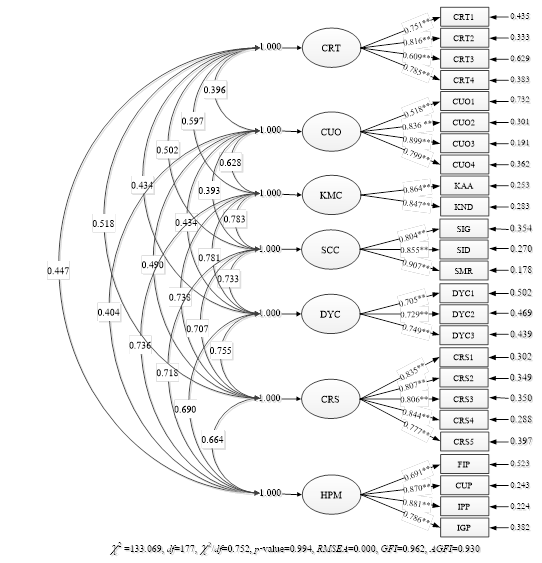 CRT1 0.435
0.751**
CRT2 0.333
0.816**
1.000 CRT
0.609**
CRT3 0.629
0.785**
CRT4 0.383
0.396
CUO1 0.732
0.518**
0.597
CUO2 0.301
0.836 **
1.000 CUO
0.899**
CUO3 0.191
0.502
0.799**
0.628
CUO4 0.362
0.434
0.393
KAA 0.253
0.864**
1.000 KMC
0.847**
KND 0.283
0.518
0.434
0.783
SIG 0.354
0.804**
1.000 SCC
0.855**
SID 0.270
0.781
0.490
0.907**
SMR 0.178
0.447
0.733
DYC1 0.502
0.738
0.705**
0.404
1.000 DYC
0.729**
DYC2 0.469
0.707
0.749**
DYC3 0.439
0.736
0.755
CRS1 0.302
0.835**
0.718
CRS2 0.349
0.807**
1.000 CRS
0.806**
CRS3 0.350
0.690
0.844**
CRS4 0.288
0.777**
0.664
CRS5 0.397
FIP 0.523
0.691**
CUP 0.243
0.870**
1.000 HPM
0.881**
IPP 0.224
0.786**
IGP 0.382
χ² =133.069, df=177, χ²/df=0.752, p-value=0.994, RMSEA=0.000, GFI=0.962, AGFI=0.930